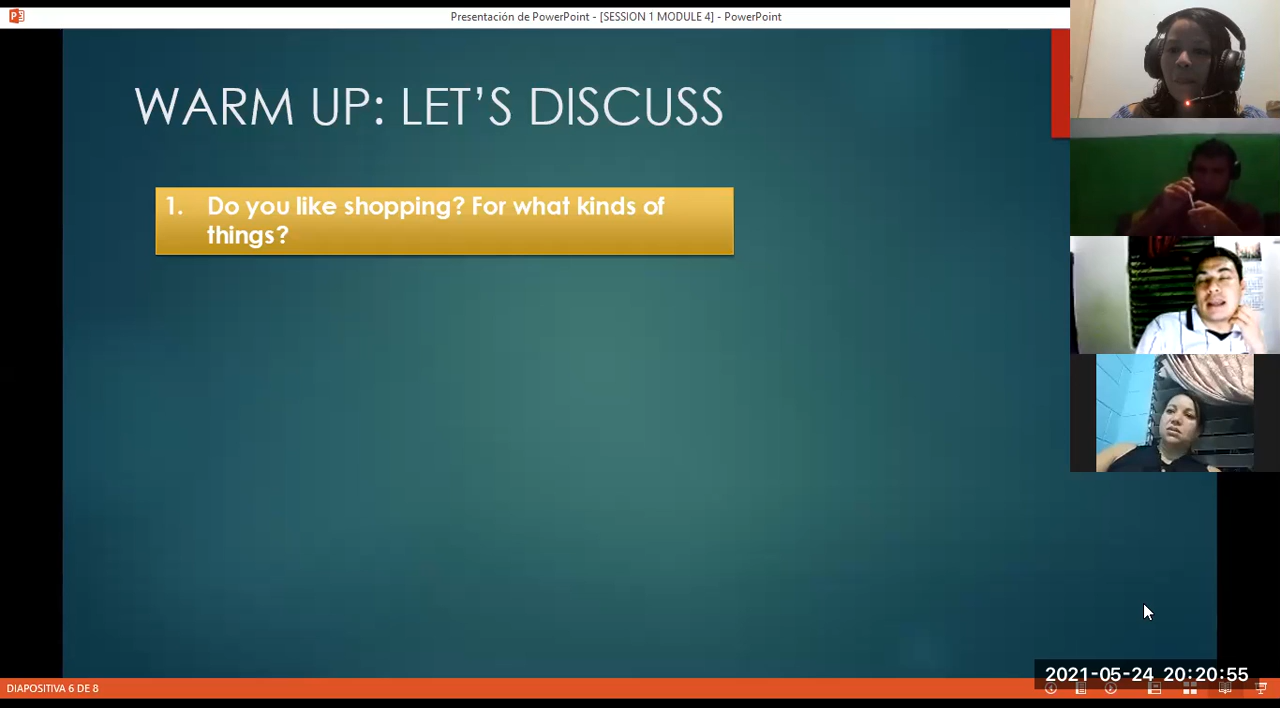 Presentación de PowerPoint - [SESSION 1 MODULE 4] - PowerPoint
WARM UP: LET’S DISCUSS
1. Do you like shopping? For what kinds of
things?
2021-05-24 20:20:55
DIAPOSITIVA 6 DE 8